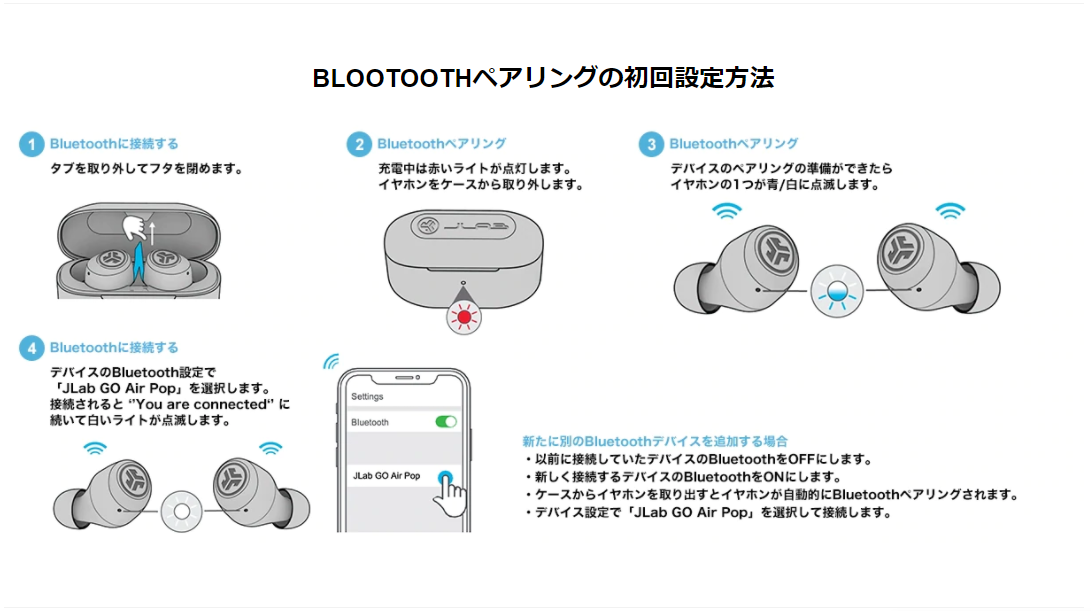 BLOOTOOTHペアリングの初回設定方法
1 Bluetoothに接続する
タブを取り外してフタを閉めます。
2 Bluetoothペアリング
充電中は赤いライトが点灯します。
イヤホンをケースから取り外します。
JLAB
3 Bluetoothペアリング
デバイスのペアリングの準備ができたら
イヤホンの1つが青/白に点滅します。
4 Bluetoothに接続する
デバイスのBluetooth設定で
「JLab GO Air Pop」を選択します。
接続されると “You are connected“ に
続いて白いライトが点滅します。
Settings
Bluetooth
JLab GO Air Pop
新たに別のBluetoothデバイスを追加する場合
・以前に接続していたデバイスのBluetoothをOFFにします。
・新しく接続するデバイスのBluetoothをONにします。
・ケースからイヤホンを取り出すとイヤホンが自動的にBluetoothペアリングされます。
・デバイス設定で「JLab GO Air Pop」を選択して接続します。